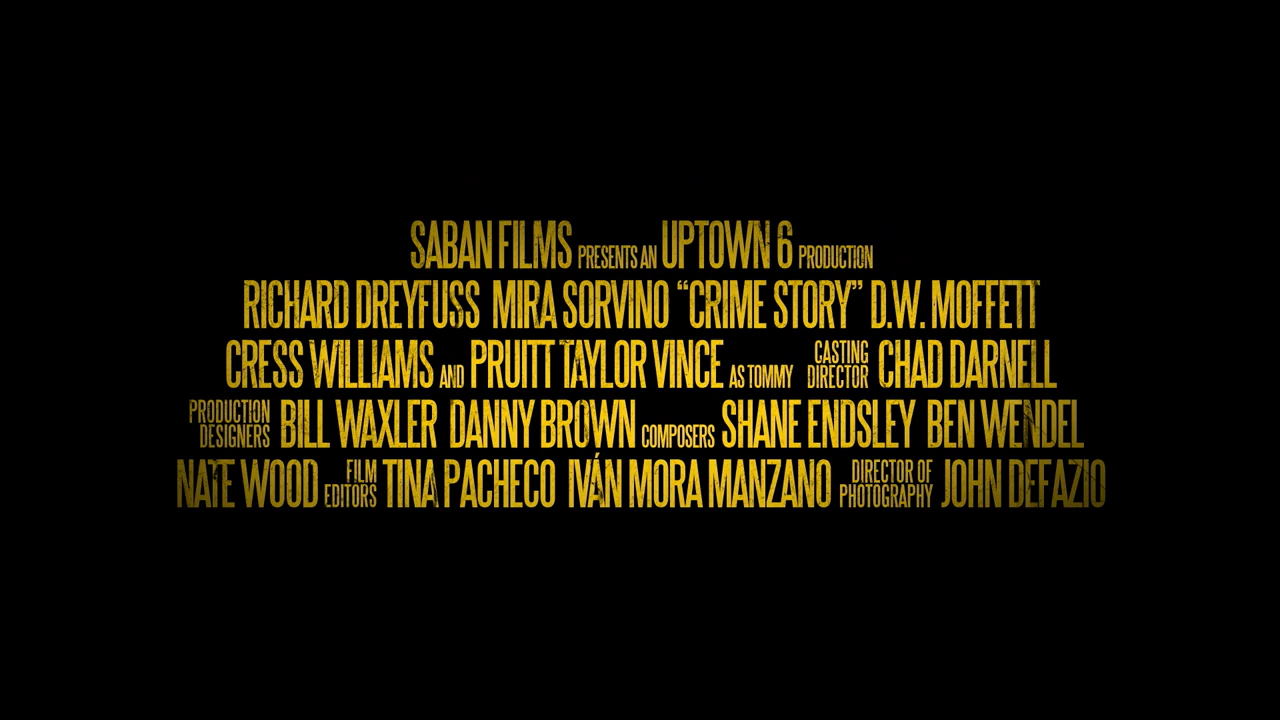 SABAN FILMS PRESENTS AN UPTOWN 6 PRODUCTION
RICHARD DREYFUSS MIRA SORVINO “CRIME STORY” D.W. MOFFETT
CRESS WILLIAMS AND PRUITT TAYLOR VINCE AS TOMMY CASTING DIRECTOR CHAD DARNELL
PRODUCTION DESIGNERS BILL WAXLER DANNY BROWN COMPOSERS SHANE ENDSLEY BEN WENDEL
NATE WOOD FILM EDITORS TINA PACHECO IVÁN MORA MANZANO DIRECTOR OF PHOTOGRAPHY JOHN DEFAZIO